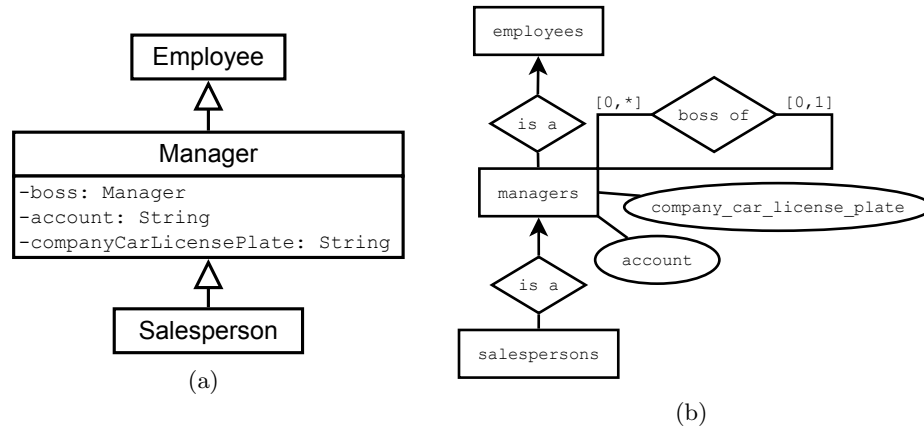 Employee
Manager
-boss: Manager
-account: String
-companyCarLicensePlate: String
Salesperson
(a)
employees
is a
[0,*]
boss of
[0,1]
managers
company_car_license_plate
account
is a
salespersons
(b)